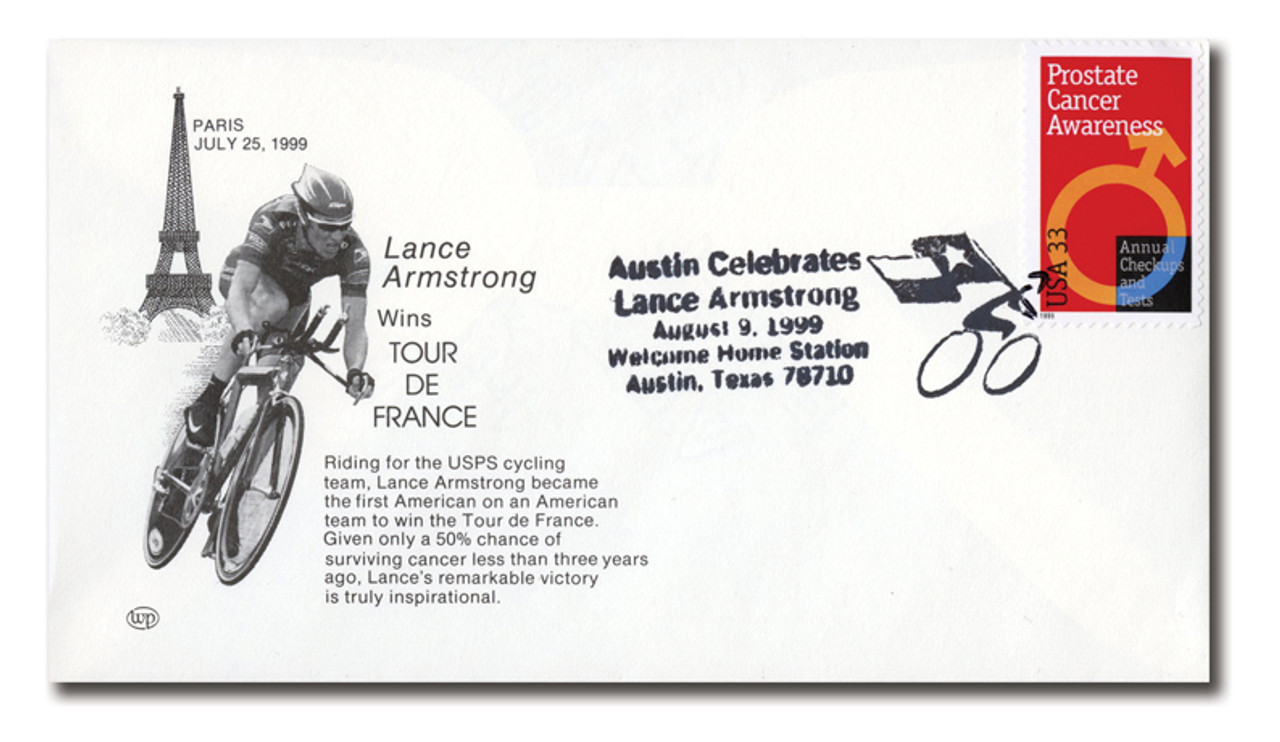 PARIS
JULY 25, 1999
Lance
Armstrong
Wins
TOUR
DE
FRANCE
Riding for the USPS cycling
team, Lance Armstrong became
the first American on an American
team to win the Tour de France.
Given only a 50% chance of
surviving cancer less than three years
ago, Lance's remarkable victory
is truly inspirational.
wp
Austin Celebrates
Lance Armstrong
August 9, 1999
Welcome Home Station
Austin, Texas 78710
Prostate
Cancer
Awareness
USA 33
Annual
Checkups
and
Tests
1999